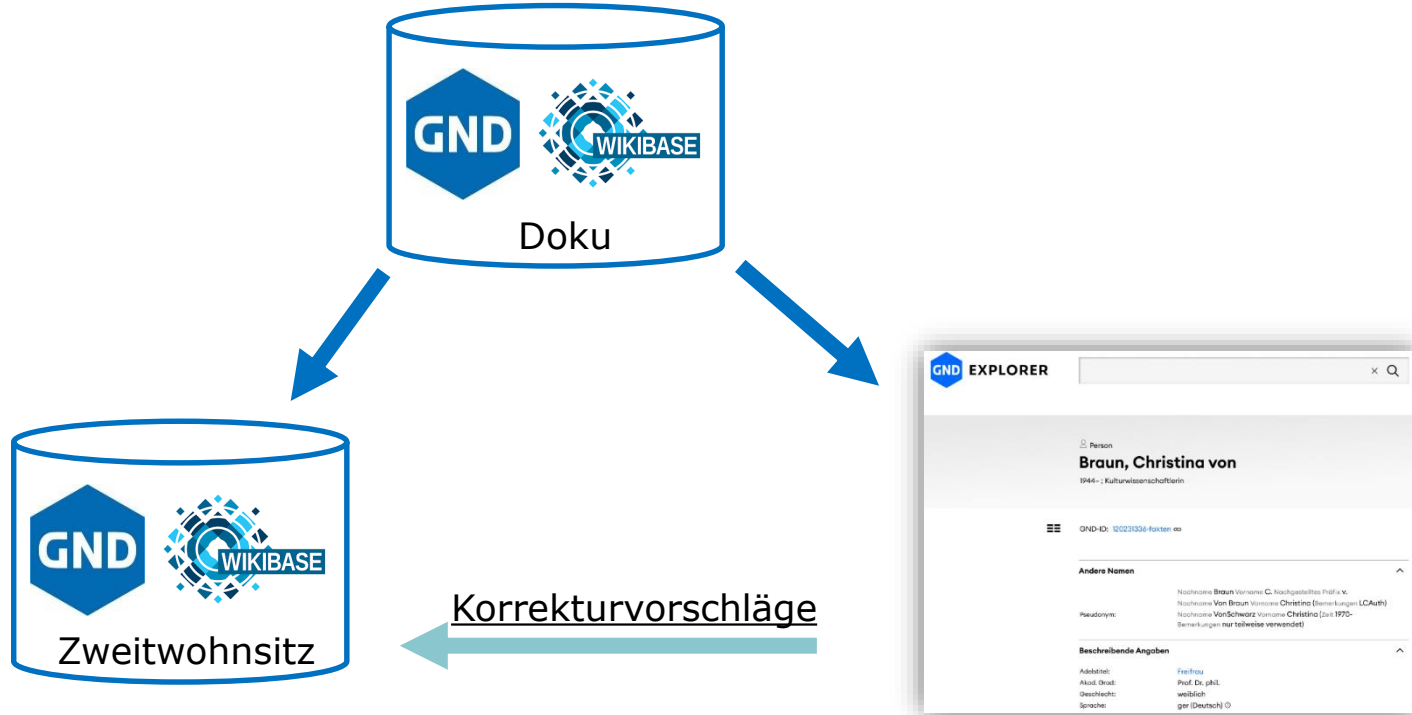 GND
WIKIBASE
Doku
GND
WIKIBASE
Zweitwohnsitz
Korrekturvorschläge
GND EXPLORER
Person
Braun, Christina von
1944- ; Kulturwissenschaftlerin
GND-ID: 120231336-fakten
Andere Namen
Nachname Braun Vorname C. Nachgestelltes Präfix v.
Nachname Von Braun Vorname Christina (Bemerkungen LCAuth)
Pseudonym: Nachname VonSchwarz Vorname Christina (Zeit 1970-
Bemerkungen nur teilweise verwendet)
Beschreibende Angaben
Adelstitel: Freifrau
Akad. Grad: Prof. Dr. phil.
Geschlecht: weiblich
Sprache: ger (Deutsch)